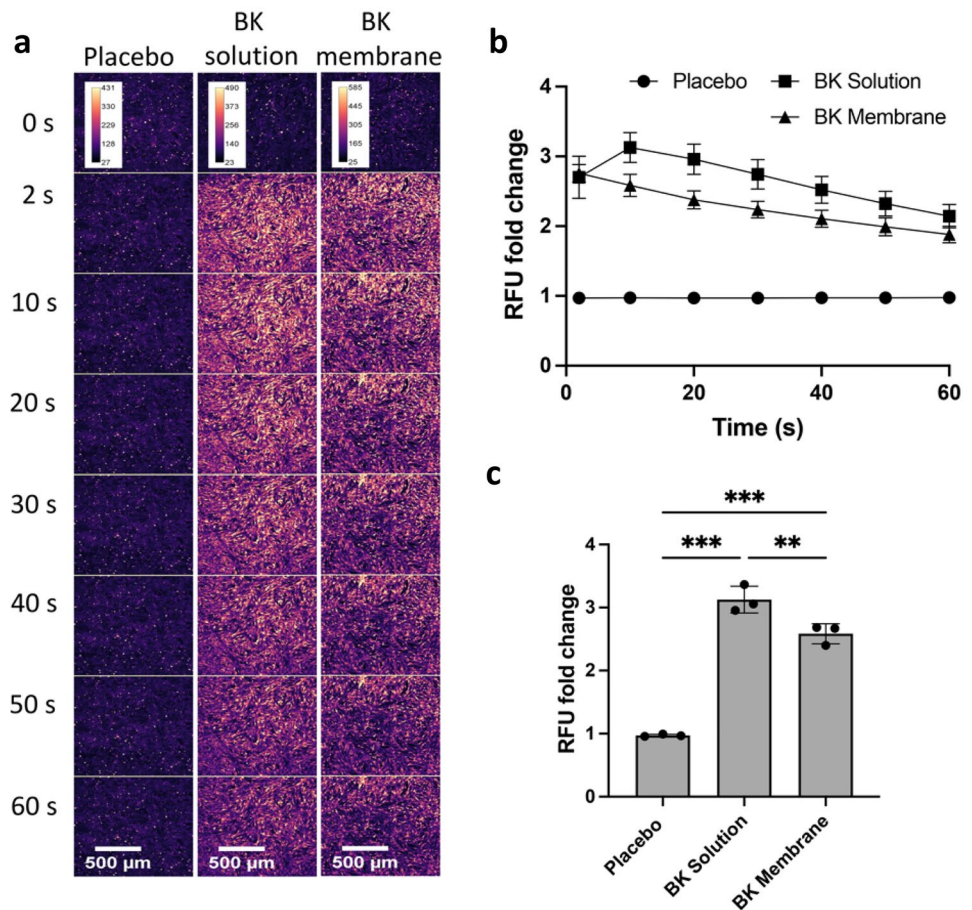 a
Placebo
BK
solution
BK
membrane
0 s
431
330
229
128
27
490
373
256
140
23
585
445
305
165
25
2 s
10 s
20 s
30 s
40 s
50 s
60 s
500 µm
500 µm
500 µm
b
Placebo
BK Solution
BK Membrane
RFU fold change
4
3
2
1
0
0
20
40
60
Time (s)
c
***
***
**
RFU fold change
4
3
2
1
0
Placebo
BK Solution
BK Membrane